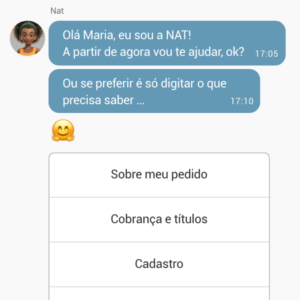 Nat
Olá Maria, eu sou a NAT!
A partir de agora vou te ajudar, ok?
17:05
Ou se preferir é só digitar o que
precisa saber ...
17:10
Sobre meu pedido
Cobrança e títulos
Cadastro